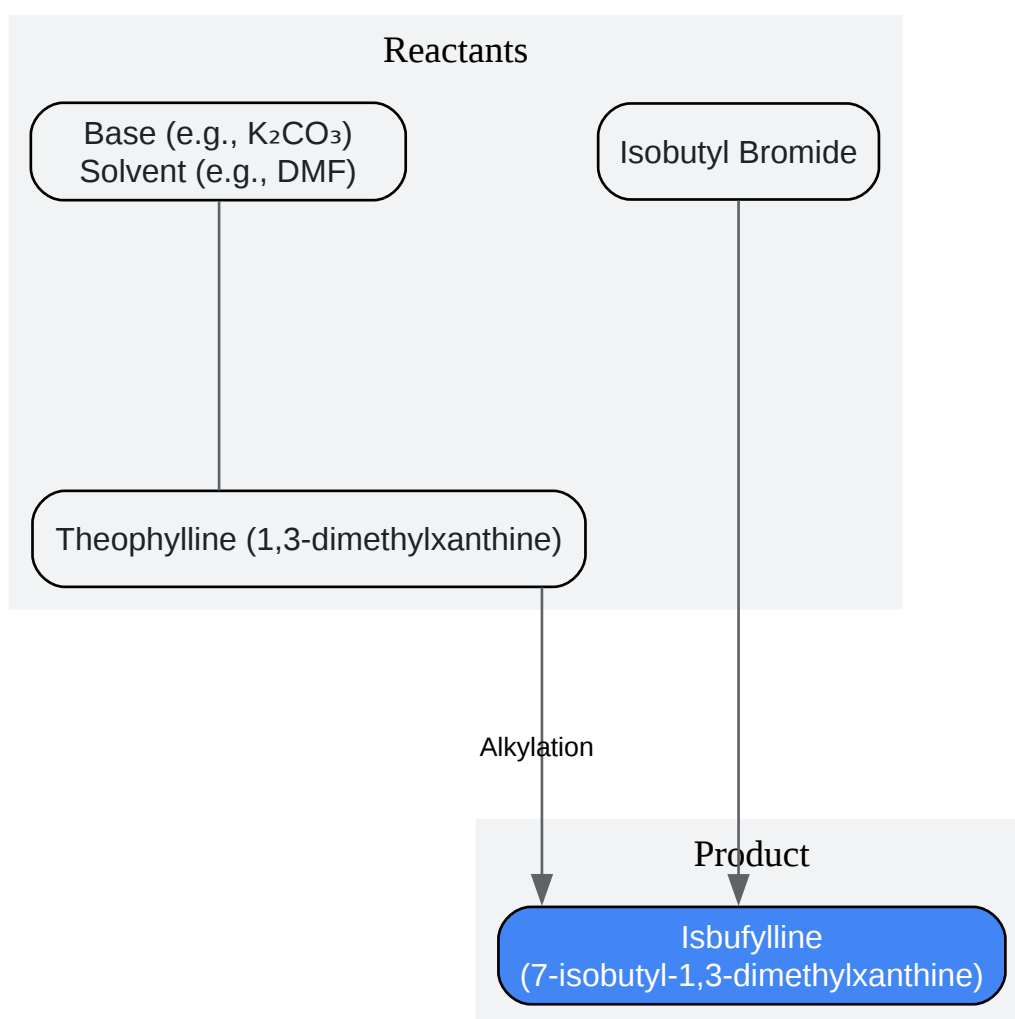 Reactants
Base (e.g., K₂CO₃)
Solvent (e.g., DMF)
Isobutyl Bromide
Theophylline (1,3-dimethylxanthine)
Alkylation
Product
Isbufylline
(7-isobutyl-1,3-dimethylxanthine)